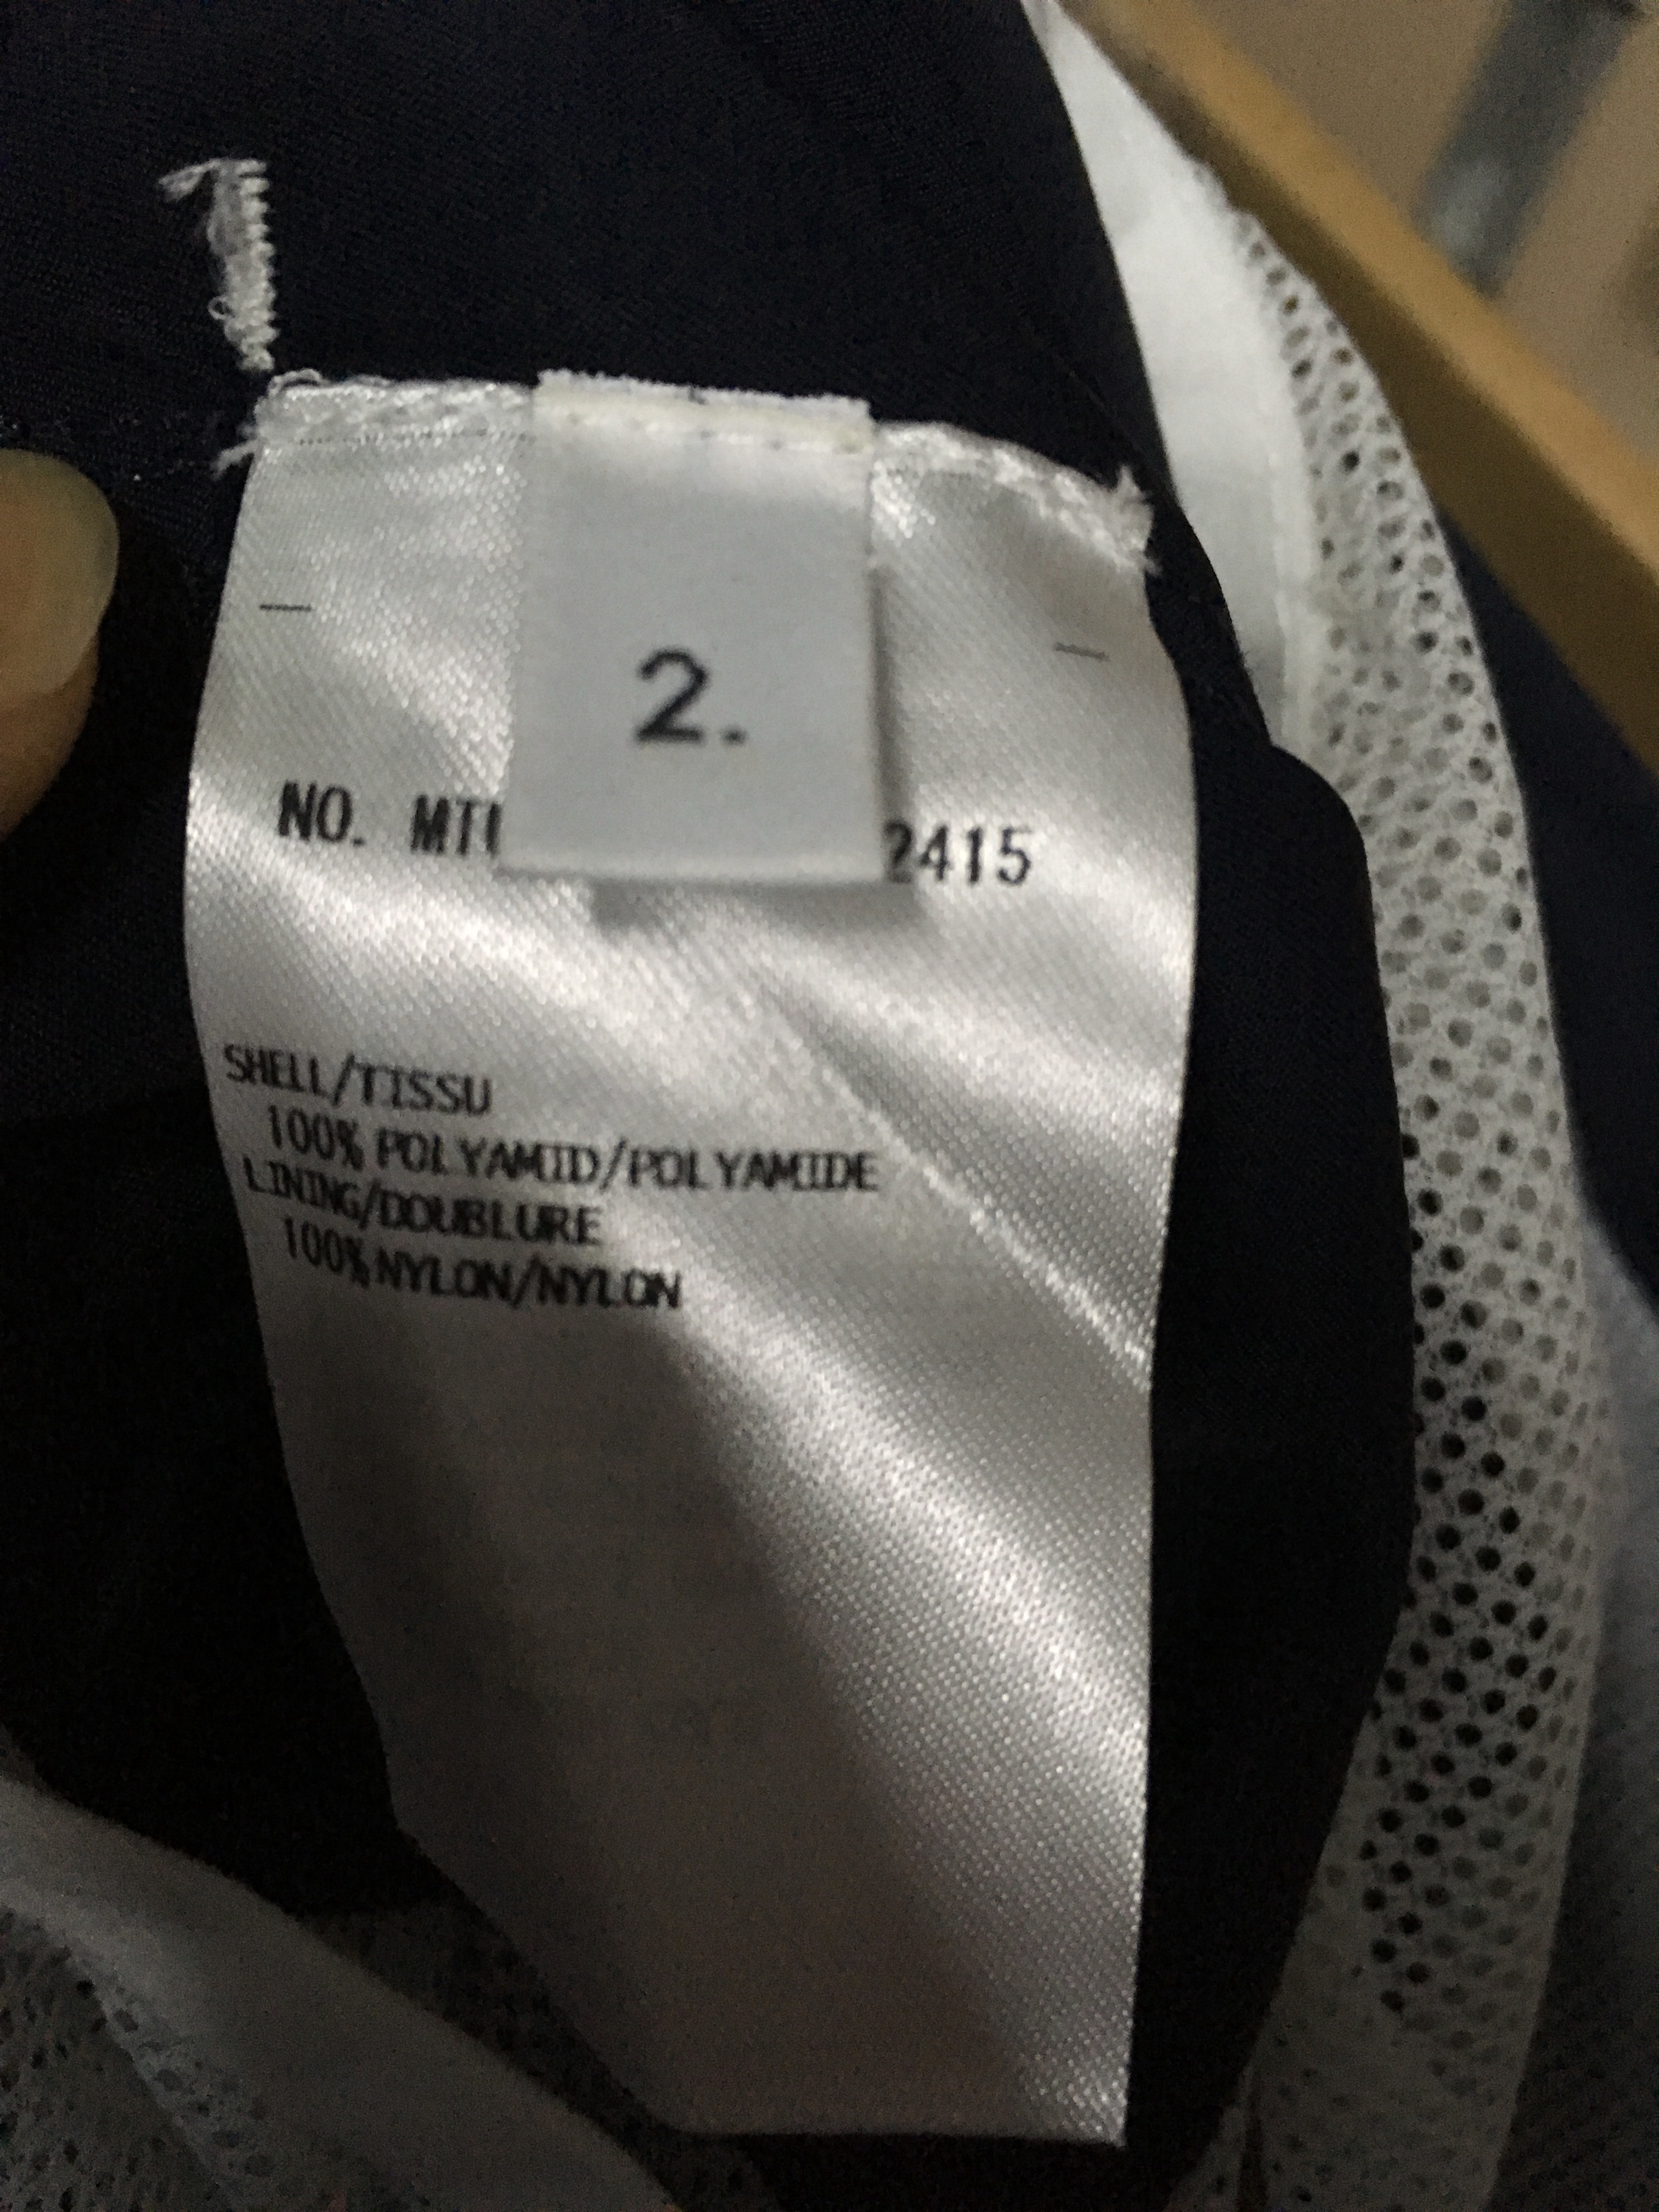 2.
NO. MT 2415
SHELL/TISSU
100% POLYAMID/POLYAMIDE
LINING/DOUBLURE
100%NYLON/NYLON